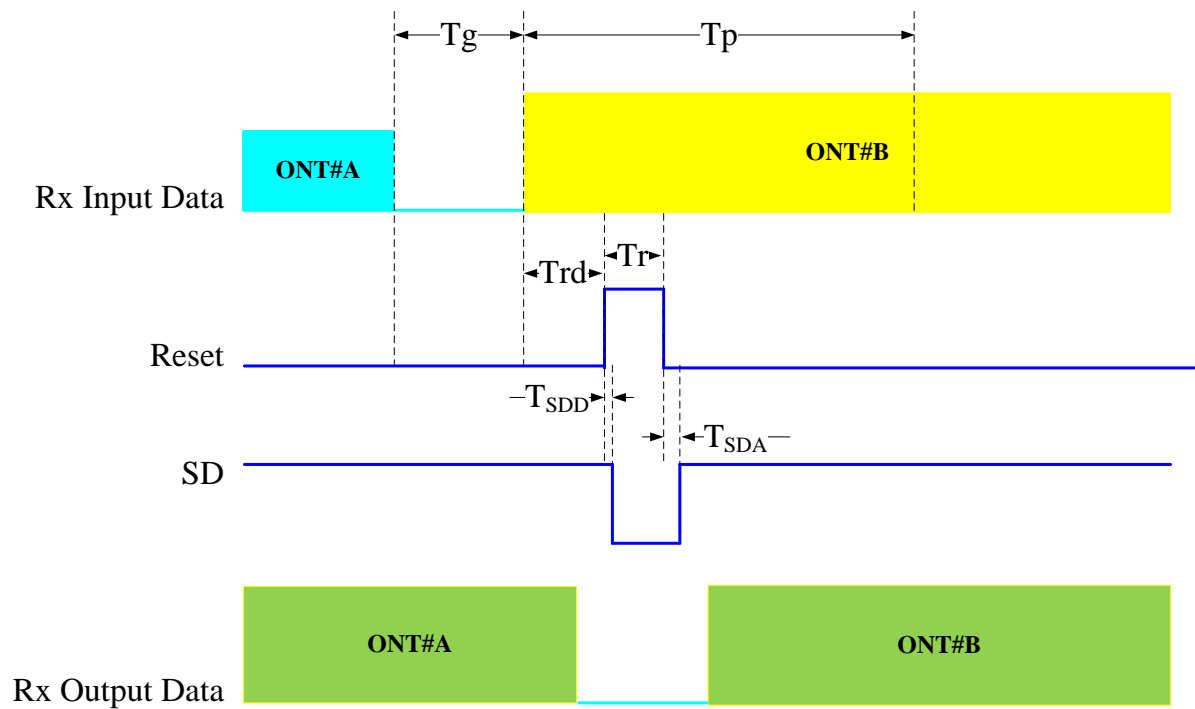 Tg
Tp
ONT#A
ONT#B
Rx Input Data
Trd
Tr
Reset
TSDD
TSDA
SD
ONT#A
ONT#B
Rx Output Data